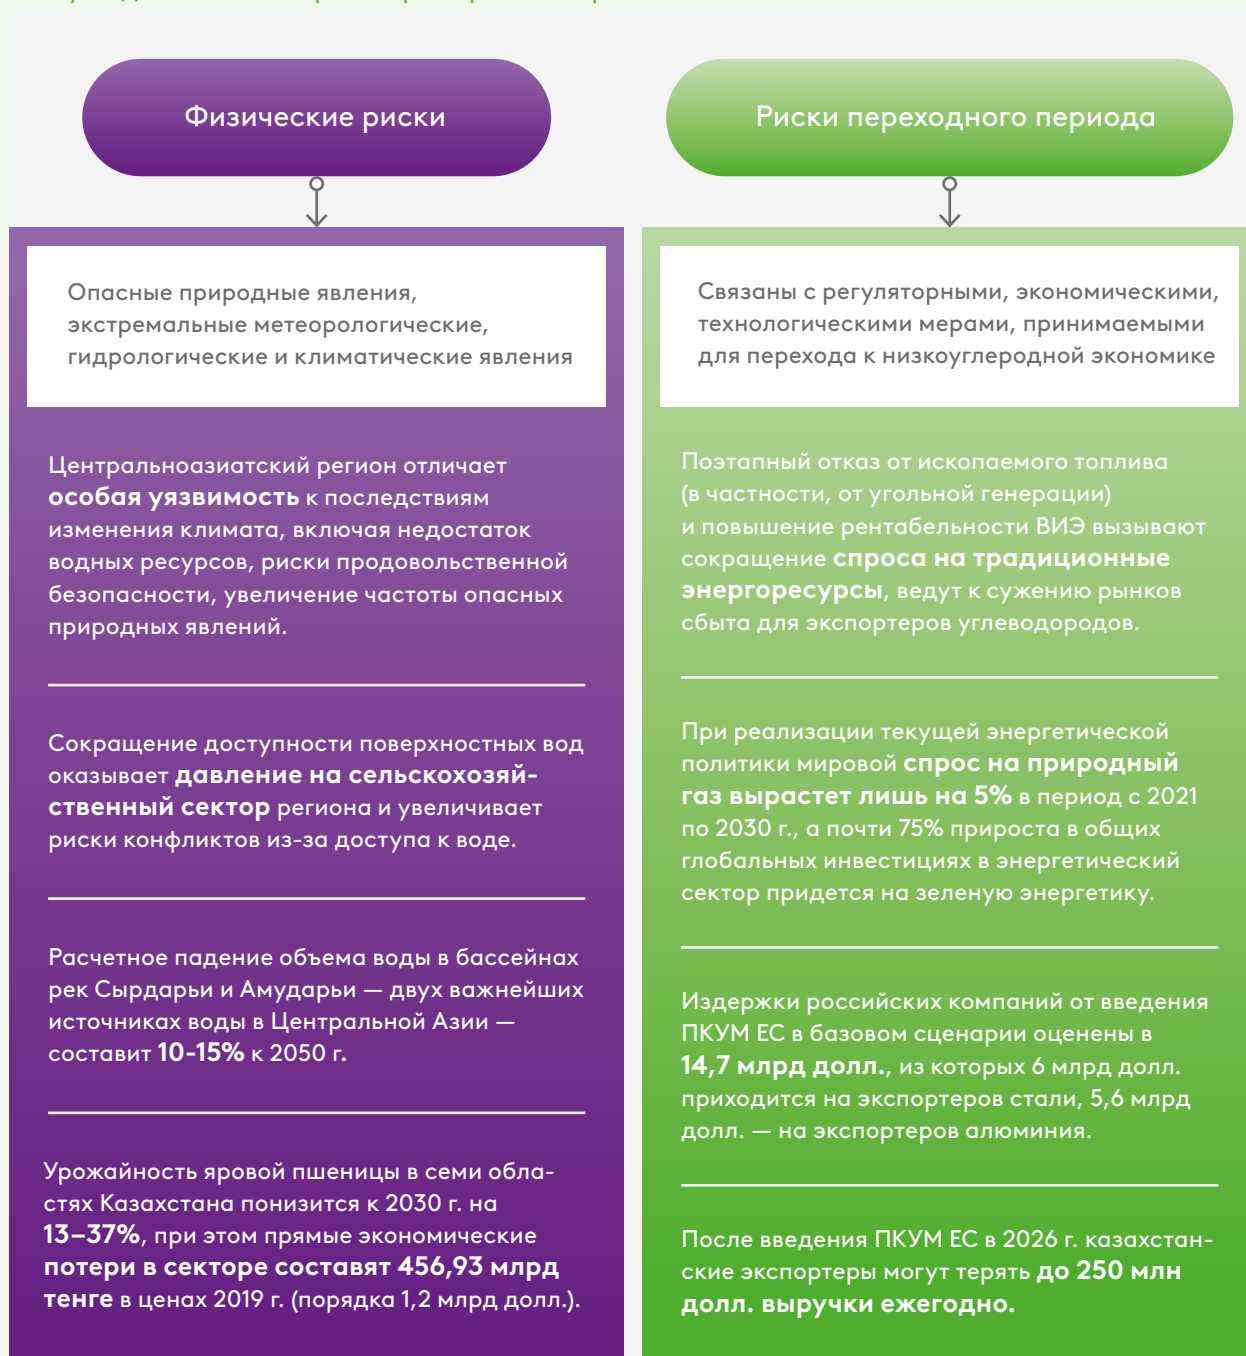 Физические риски
Опасные природные явления,
экстремальные метеорологические,
гидрологические и климатические явления
Центральноазиатский регион отличает
особая уязвимость к последствиям
изменения климата, включая недостаток
водных ресурсов, риски продовольственной
безопасности, увеличение частоты опасных
природных явлений.
Сокращение доступности поверхностных вод
оказывает давление на сельскохозяй-
ственный сектор региона и увеличивает
риски конфликтов из-за доступа к воде.
Расчетное падение объема воды в бассейнах
рек Сырдарьи и Амударьи — двух важнейших
источниках воды в Центральной Азии —
составит 10-15% к 2050 г.
Урожайность яровой пшеницы в семи обла-
стях Казахстана понизится к 2030 г. на
13–37%, при этом прямые экономические
потери в секторе составят 456,93 млрд
тенге в ценах 2019 г. (порядка 1,2 млрд долл.).
Риски переходного периода
Связаны с регуляторными, экономическими,
технологическими мерами, принимаемыми
для перехода к низкоуглеродной экономике
Поэтапный отказ от ископаемого топлива
(в частности, от угольной генерации)
и повышение рентабельности ВИЭ вызывают
сокращение спроса на традиционные
энергоресурсы, ведут к сужению рынков
сбыта для экспортеров углеводородов.
При реализации текущей энергетической
политики мировой спрос на природный
газ вырастет лишь на 5% в период с 2021
по 2030 г., а почти 75% прироста в общих
глобальных инвестициях в энергетический
сектор придется на зеленую энергетику.
Издержки российских компаний от введения
ПКУМ ЕС в базовом сценарии оценены в
14,7 млрд долл., из которых 6 млрд долл.
приходится на экспортеров стали, 5,6 млрд
долл. — на экспортеров алюминия.
После введения ПКУМ ЕС в 2026 г. казахстан-
ские экспортеры могут терять до 250 млн
долл. выручки ежегодно.